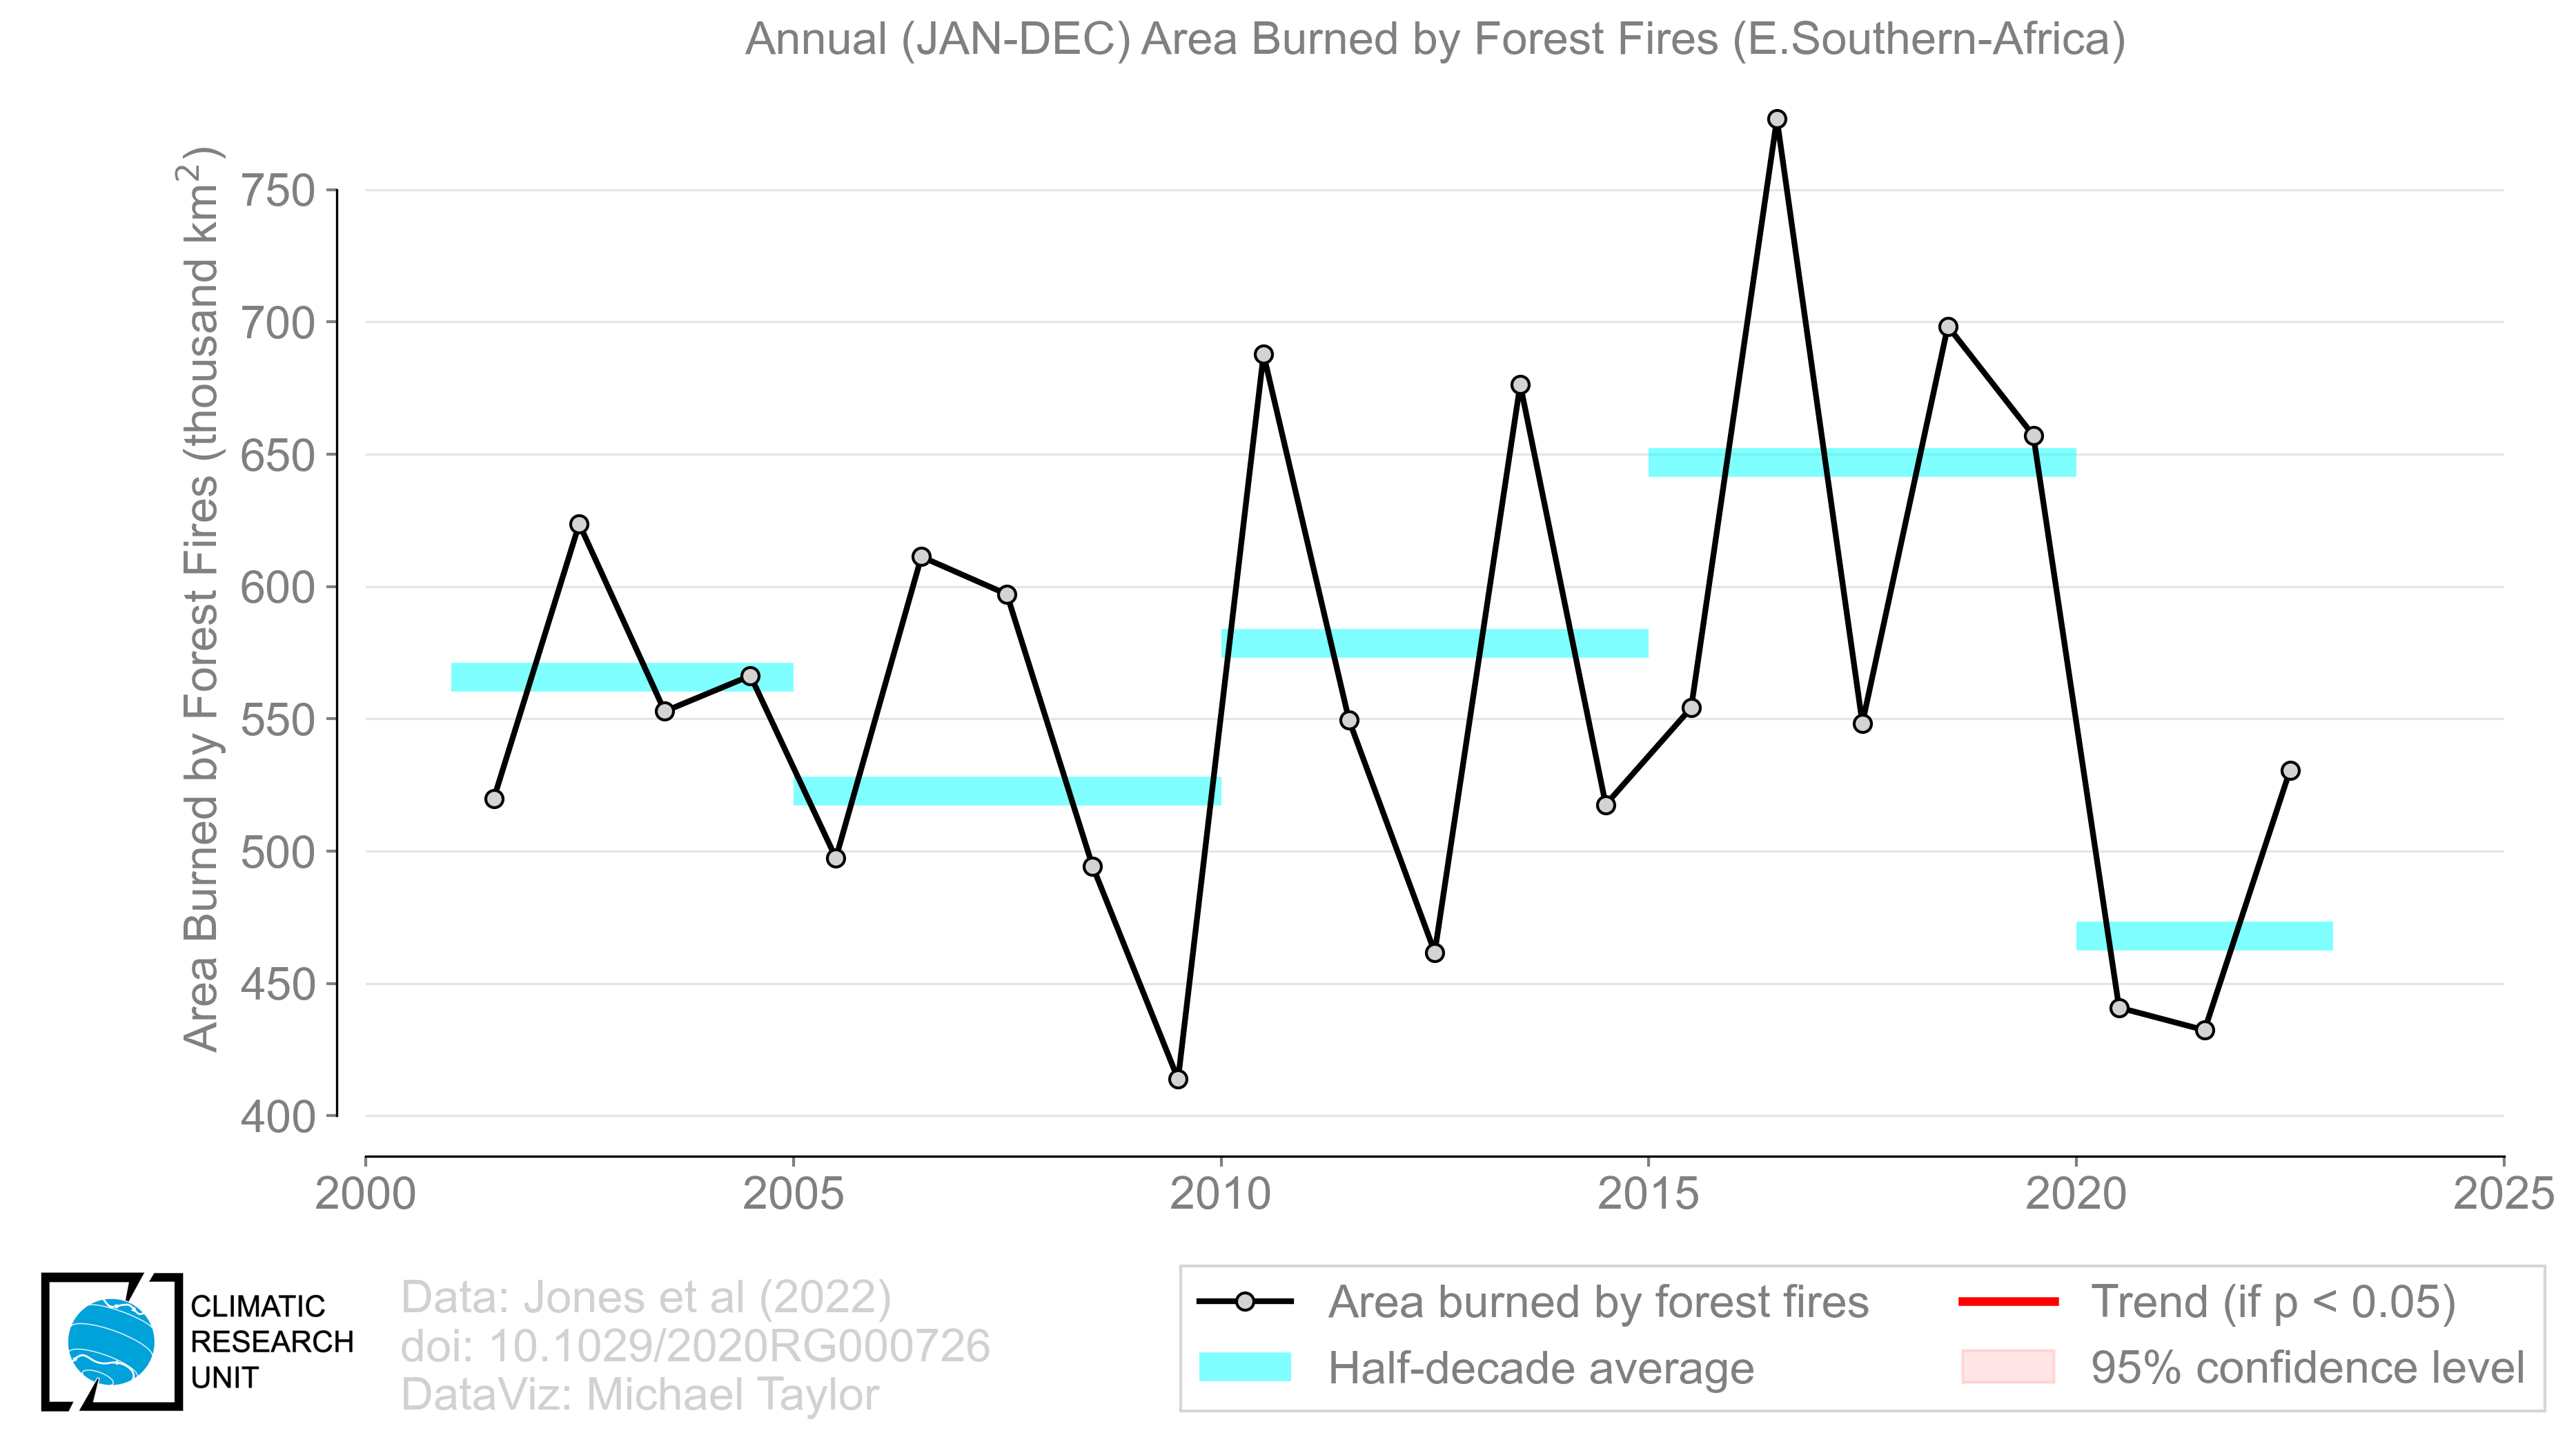 Annual (JAN-DEC) Area Burned by Forest Fires (E.Southern-Africa)
Area Burned by Forest Fires (thousand km²)
750
700
650
600
550
500
450
400
2000 2005 2010 2015 2020 2025
CLIMATIC
RESEARCH
UNIT
Data: Jones et al (2022)
doi: 10.1029/2020RG000726
DataViz: Michael Taylor
Area burned by forest fires
Half-decade average
Trend (if p < 0.05)
95% confidence level